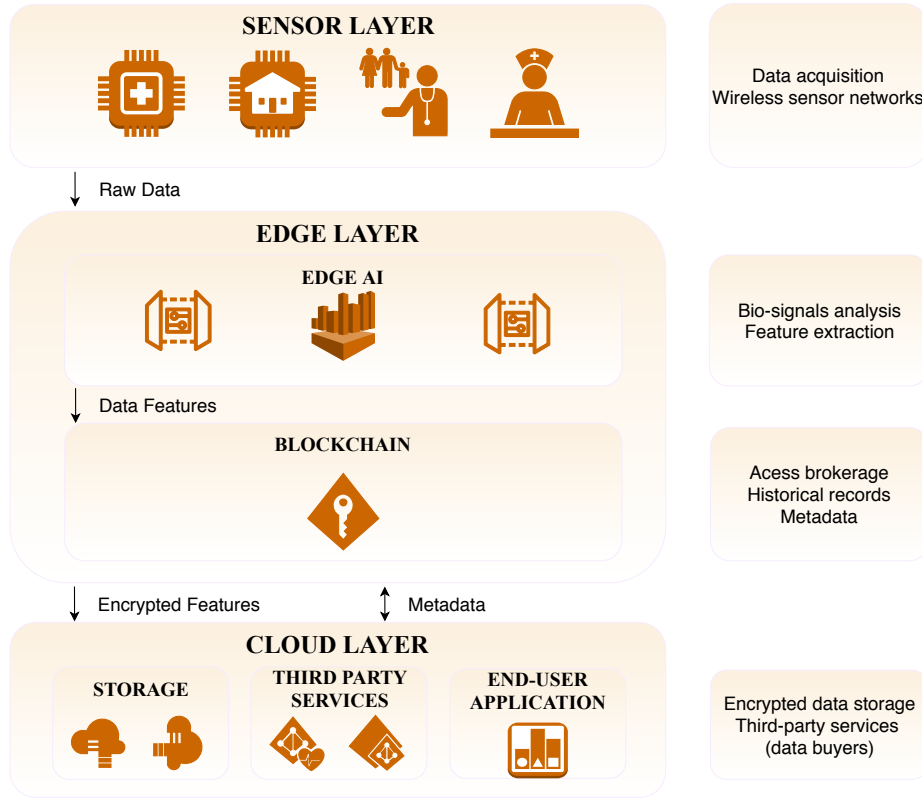 SENSOR LAYER
Data acquisition
Wireless sensor networks
Raw Data
EDGE LAYER
EDGE AI
Bio-signals analysis
Feature extraction
Data Features
BLOCKCHAIN
Acess brokerage
Historical records
Metadata
Encrypted Features
Metadata
CLOUD LAYER
STORAGE
THIRD PARTY
SERVICES
END-USER
APPLICATION
Encrypted data storage
Third-party services
(data buyers)